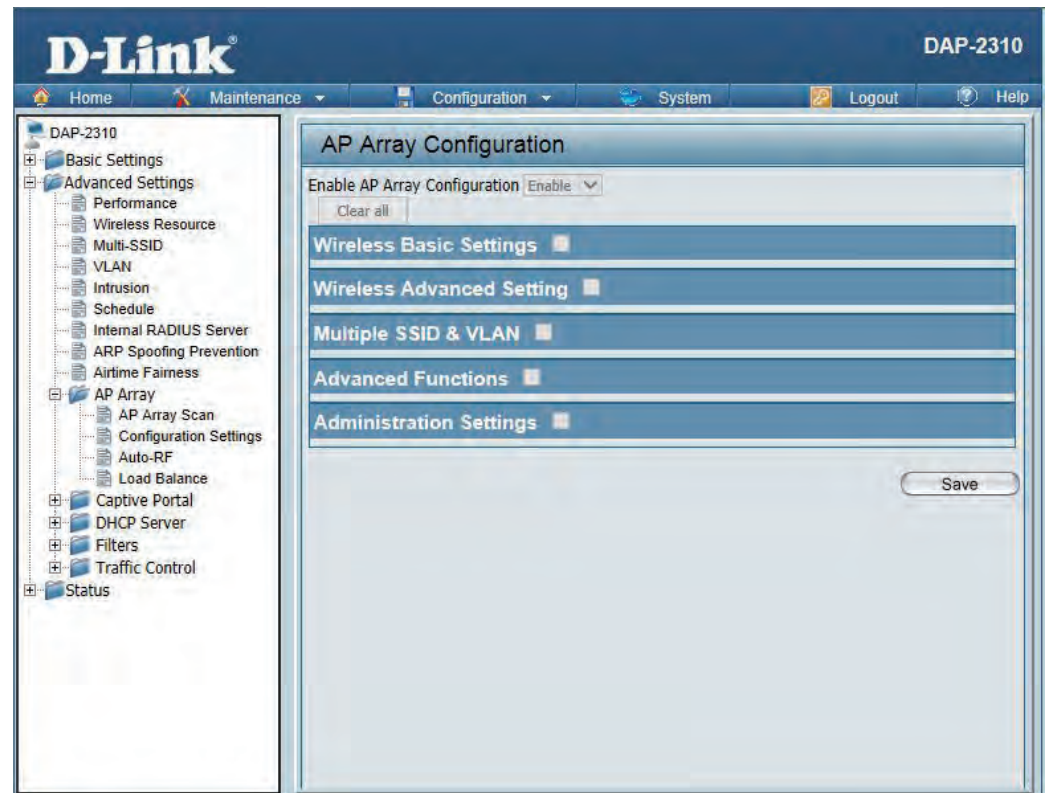 D-Link®
DAP-2310
Home Maintenance Configuration System Logout Help
DAP-2310
Basic Settings
Advanced Settings
Performance
Wireless Resource
Multi-SSID
VLAN
Intrusion
Schedule
Internal RADIUS Server
ARP Spoofing Prevention
Airtime Fairness
AP Array
AP Array Scan
Configuration Settings
Auto-RF
Load Balance
Captive Portal
DHCP Server
Filters
Traffic Control
Status
AP Array Configuration
Enable AP Array Configuration Enable
Clear all
Wireless Basic Settings
Wireless Advanced Setting
Multiple SSID & VLAN
Advanced Functions
Administration Settings
Save